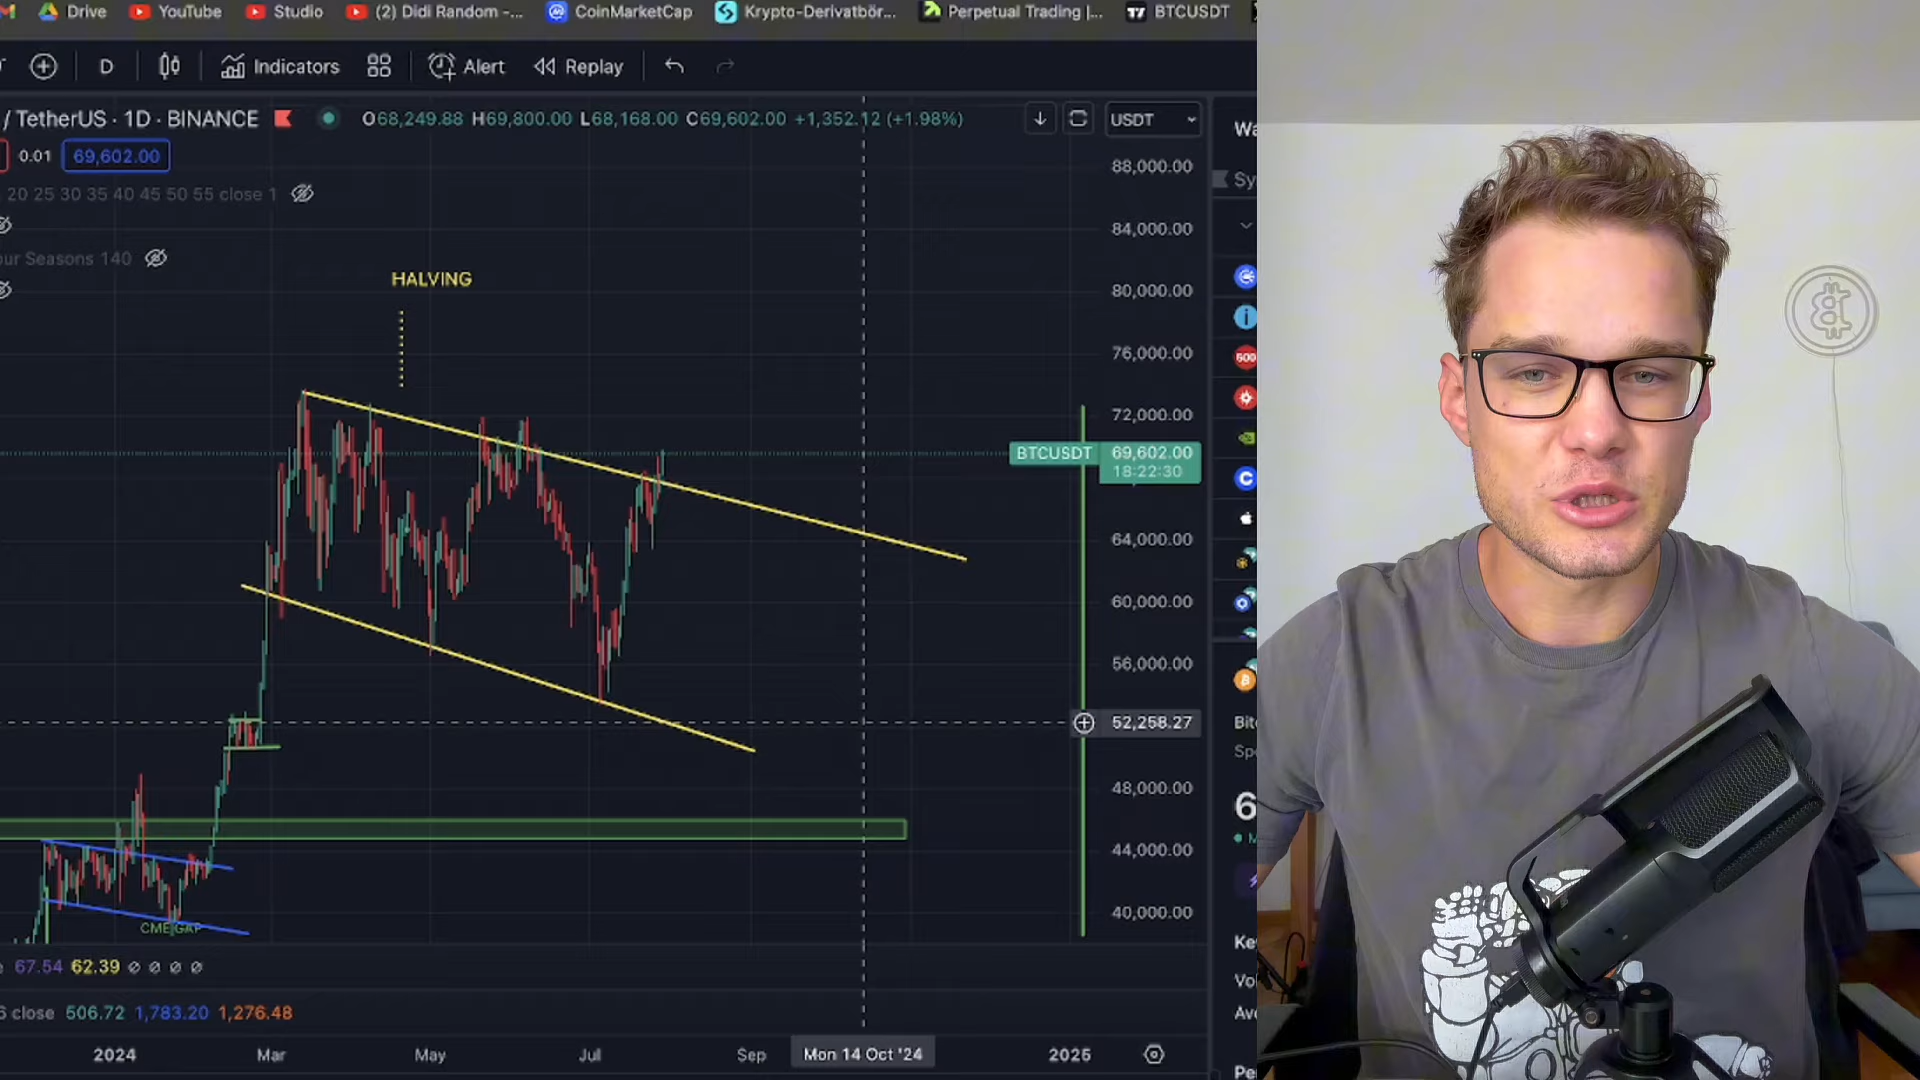 Drive YouTube Studio (2) Didi Random -... CoinMarketCap Krypto-Derivatbör... Perpetual Trading |... BTCUSDT
D Indicators Alert Replay
/ TetherUS · 1D · BINANCE O68,249.88 H69,800.00 L68,168.00 C69,602.00 +1,352.12 (+1.98%) USDT
0.01 69,602.00
20 25 30 35 40 45 50 55 close 1
Seasons 140
88,000.00
84,000.00
HALVING
80,000.00
76,000.00
72,000.00
BTCUSDT 69,602.00
18:22:30
64,000.00
60,000.00
56,000.00
52,258.27
48,000.00
44,000.00
40,000.00
CME GAP
500
67.54 62.39
close 506.72 1,783.20 1,276.48
2024 Mar May Jul Sep Mon 14 Oct '24 2025